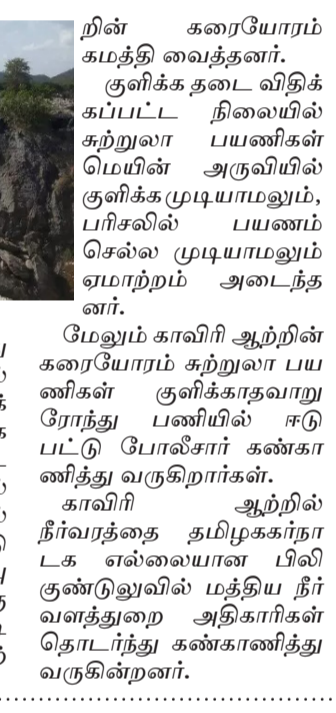 றின் கரையோரம்
கமத்தி வைத்தனர்.
குளிக்க தடை விதிக்
கப்பட்ட நிலையில்
சுற்றுலா பயணிகள்
மெயின் அருவியில்
குளிக்க முடியாமலும்,
பரிசலில் பயணம்
செல்ல முடியாமலும்
ஏமாற்றம் அடைந்த
னர்.
மேலும் காவிரி ஆற்றின்
கரையோரம் சுற்றுலா பய
ணிகள் குளிக்காதவாறு
ரோந்து பணியில் ஈடு
பட்டு போலீசார் கண்கா
ணித்து வருகிறார்கள்.
காவிரி ஆற்றில்
நீர்வரத்தை தமிழககர்நா
டக எல்லையான பிலி
குண்டுலுவில் மத்திய நீர்
வளத்துறை அதிகாரிகள்
தொடர்ந்து கண்காணித்து
வருகின்றனர்.